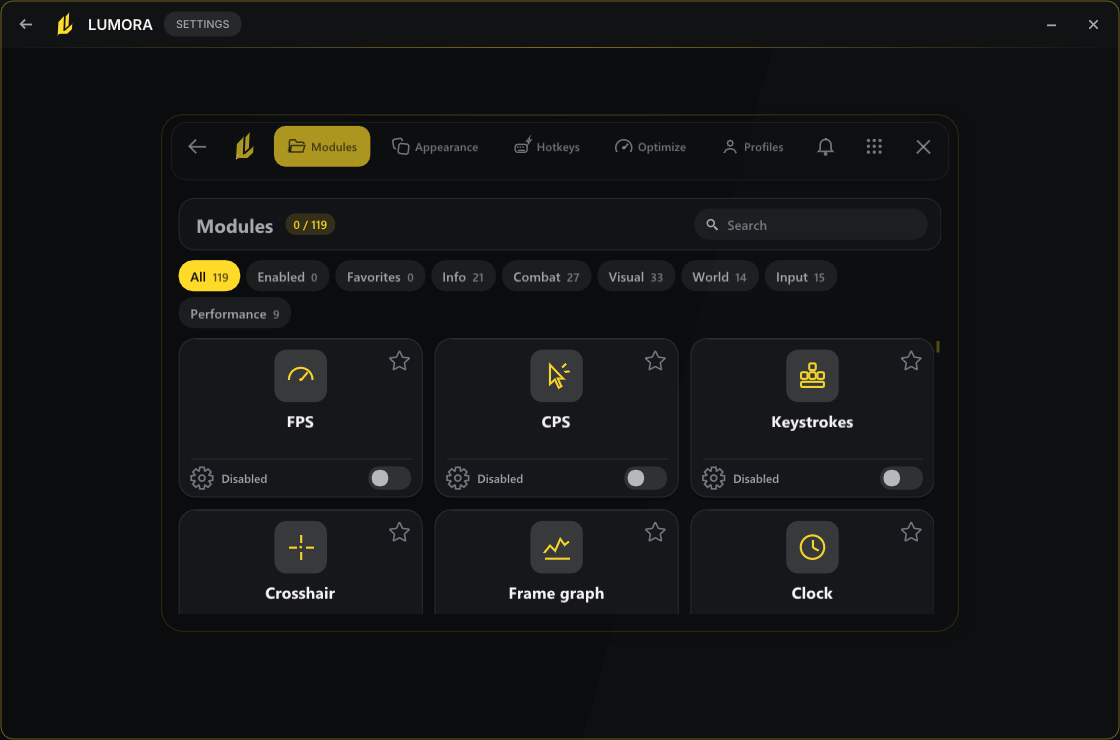 LUMORA SETTINGS
Modules Appearance Hotkeys Optimize Profiles
Modules 0 / 119 Search
All 119 Enabled 0 Favorites 0 Info 21 Combat 27 Visual 33 World 14 Input 15
Performance 9
FPS CPS Keystrokes
Disabled Disabled Disabled
Crosshair Frame graph Clock